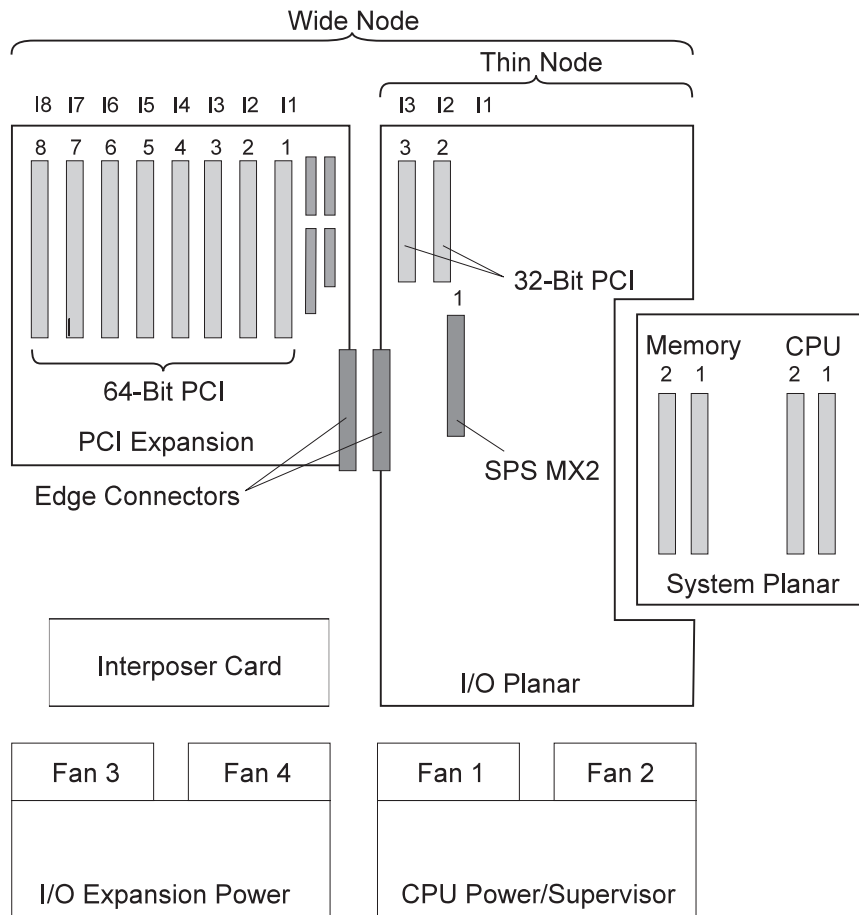 Wide Node
Thin Node
I8 I7 I6 I5 I4 I3 I2 I1
I3 I2 I1
8 7 6 5 4 3 2 1
3 2
32-Bit PCI
1
64-Bit PCI
PCI Expansion
Edge Connectors
SPS MX2
Memory CPU
2 1 2 1
System Planar
Interposer Card
I/O Planar
Fan 3 Fan 4 Fan 1 Fan 2
I/O Expansion Power
CPU Power/Supervisor